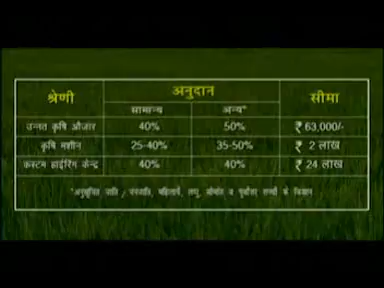 श्रेणी अनुदान सीमा
सामान्य अन्य*
उन्नत कृषि औजार 40% 50% ₹ 63,000/-
कृषि मशीन 25-40% 35-50% ₹ 2 लाख
कस्टम हाईरिंग केन्द्र 40% 40% ₹ 24 लाख
*अनुसूचित जाति / जनजाति, महिलायें, लघु, सीमांत व पूर्वोत्तर राज्यों के किसान